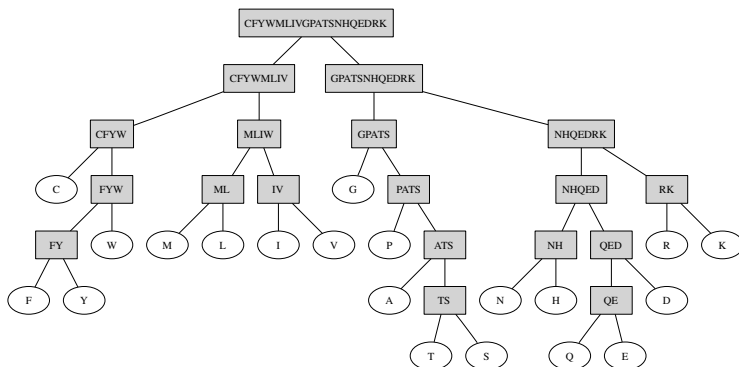 CFYWMLIVGPATSNHQEDRK
CFYWMLIV GPATSNHQEDRK
CFYW MLIW GPATS NHQEDRK
C FYW ML IV G PATS NHQED RK
FY W M L I V P ATS NH QED R K
F Y A TS N H QE D
T S Q E